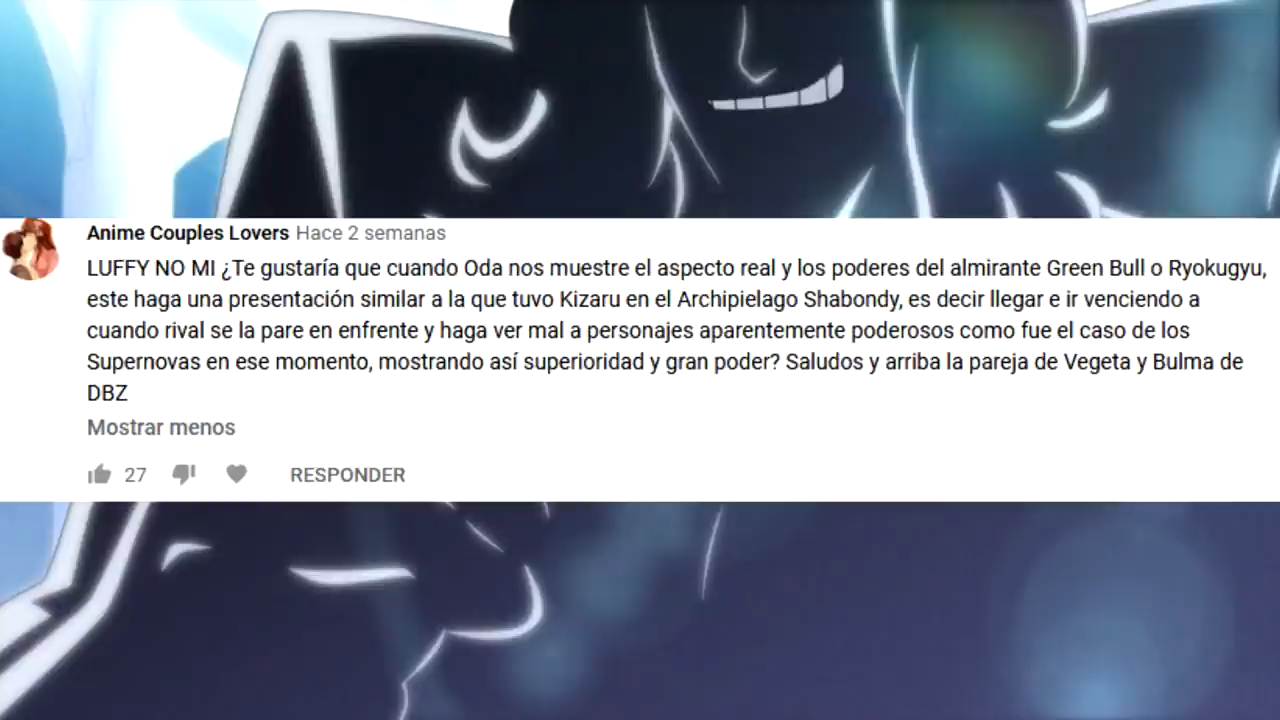 Anime Couples Lovers Hace 2 semanas
LUFFY NO MI ¿Te gustaría que cuando Oda nos muestre el aspecto real y los poderes del almirante Green Bull o Ryokugyu,
este haga una presentación similar a la que tuvo Kizaru en el Archipielago Shabondy, es decir llegar e ir venciendo a
cuando rival se la pare en enfrente y haga ver mal a personajes aparentemente poderosos como fue el caso de los
Supernovas en ese momento, mostrando así superioridad y gran poder? Saludos y arriba la pareja de Vegeta y Bulma de
DBZ
Mostrar menos
27 RESPONDER